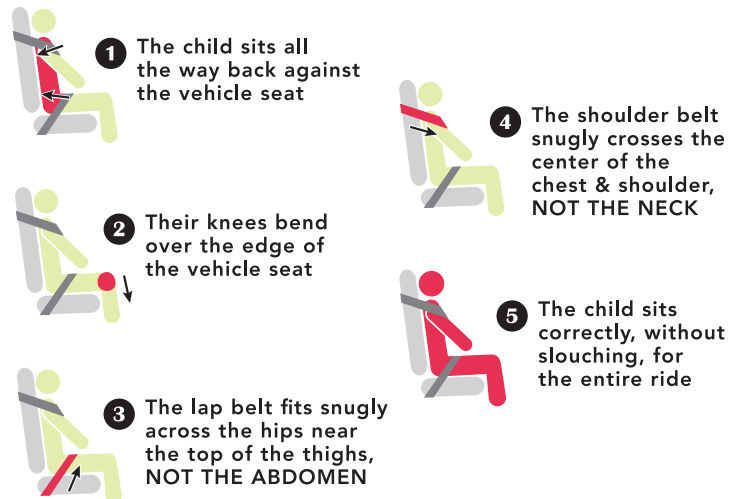 1 The child sits all
the way back against
the vehicle seat
2 Their knees bend
over the edge of
the vehicle seat
3 The lap belt fits snugly
across the hips near
the top of the thighs,
NOT THE ABDOMEN
4 The shoulder belt
snugly crosses the
center of the
chest & shoulder,
NOT THE NECK
5 The child sits
correctly, without
slouching, for
the entire ride